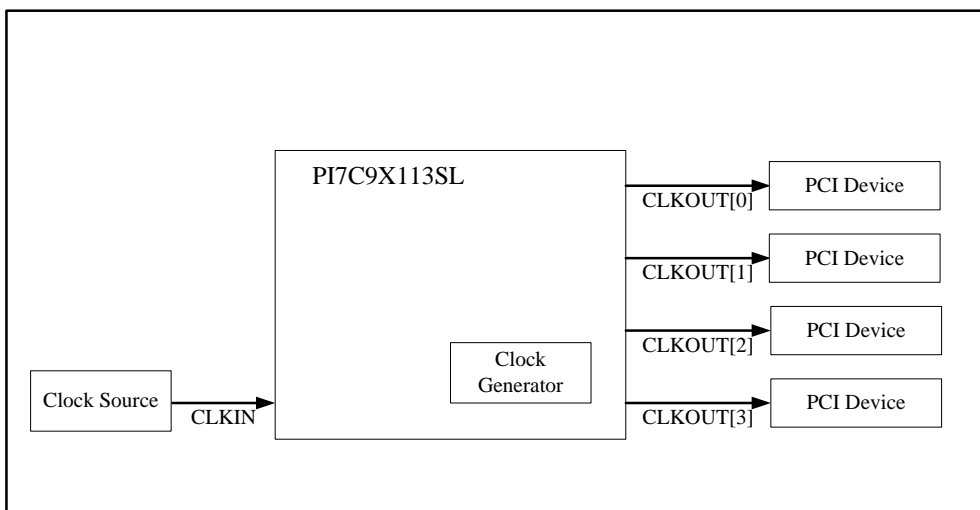 PI7C9X113SL
CLKOUT[0]
PCI Device
CLKOUT[1]
PCI Device
CLKOUT[2]
PCI Device
Clock
Generator
Clock Source
CLKIN
CLKOUT[3]
PCI Device